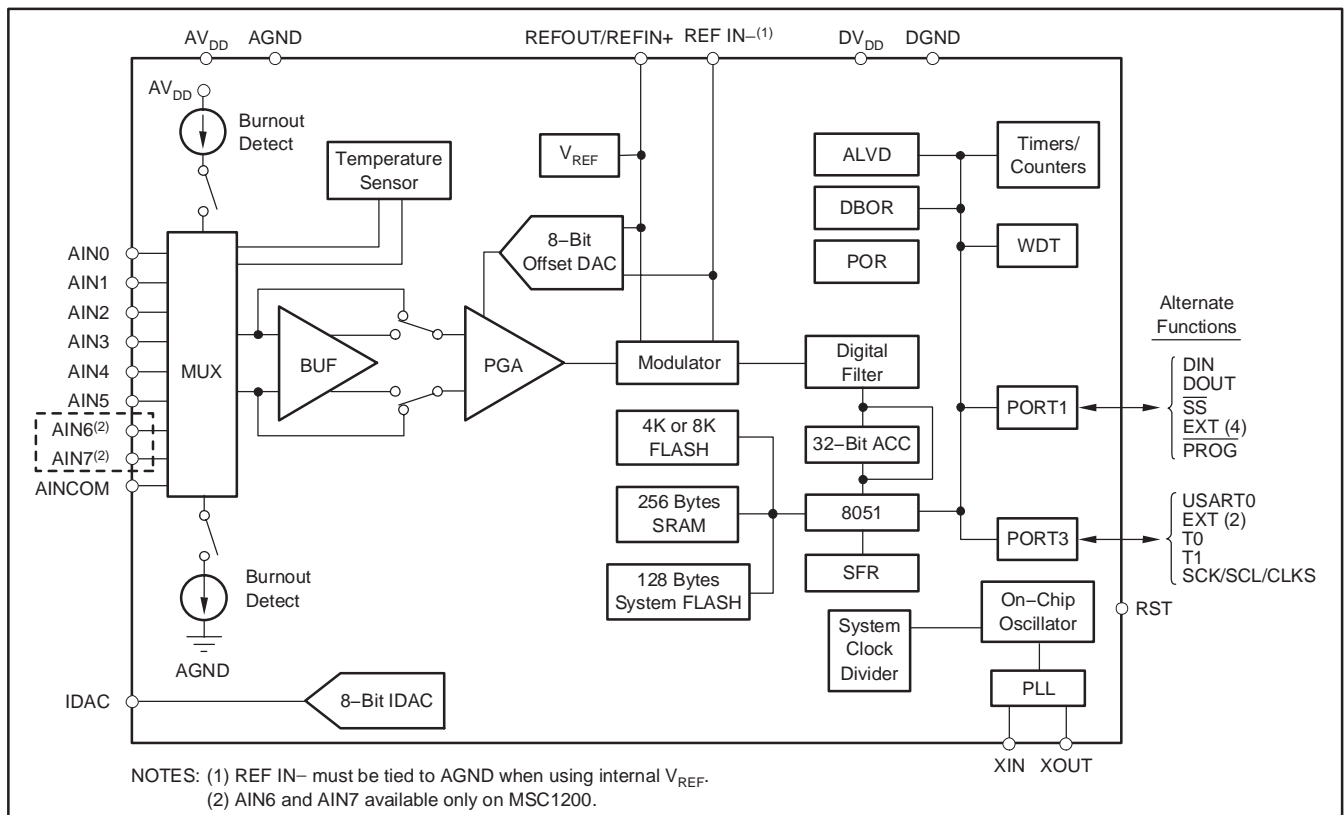 AVDD
AGND
REFOUT/REFIN+
REF IN–(1)
DVDD
DGND
AVDD
Burnout
Detect
Temperature
Sensor
VREF
ALVD
Timers/
Counters
DBOR
8–Bit
Offset DAC
POR
WDT
AIN0
AIN1
AIN2
AIN3
AIN4
AIN5
AIN6(2)
AIN7(2)
AINCOM
MUX
BUF
PGA
Modulator
Digital
Filter
Alternate
Functions
PORT1
DIN
DOUT
SS
EXT (4)
PROG
4K or 8K
FLASH
32–Bit ACC
256 Bytes
SRAM
8051
PORT3
USART0
EXT (2)
T0
T1
SCK/SCL/CLKS
128 Bytes
System FLASH
SFR
Burnout
Detect
AGND
On–Chip
Oscillator
RST
System
Clock
Divider
PLL
IDAC
8–Bit IDAC
XIN
XOUT
NOTES: (1) REF IN– must be tied to AGND when using internal VREF.
(2) AIN6 and AIN7 available only on MSC1200.